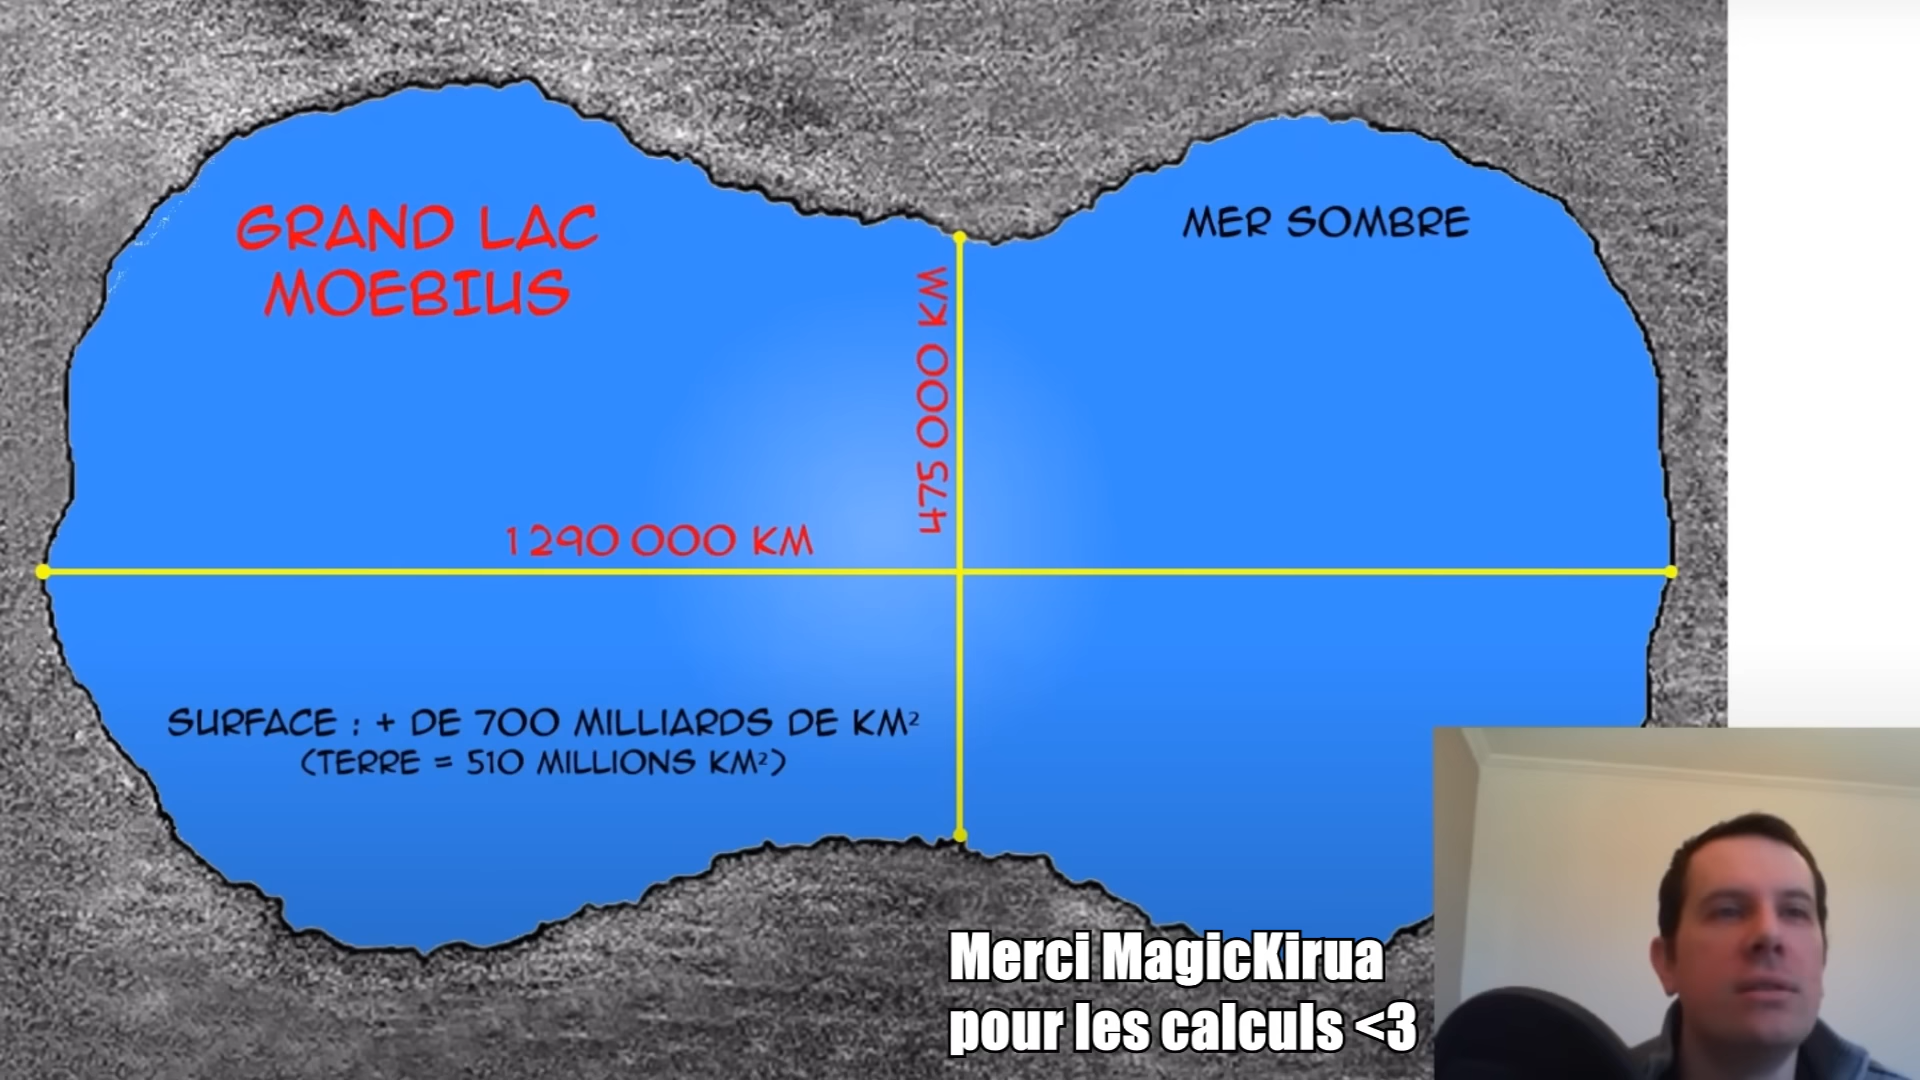 GRAND LAC
MOEBIUS
MER SOMBRE
475 000 KM
1 290 000 KM
SURFACE : + DE 700 MILLIARDS DE KM²
(TERRE = 510 MILLIONS KM²)
Merci MagicKirua
pour les calculs <3